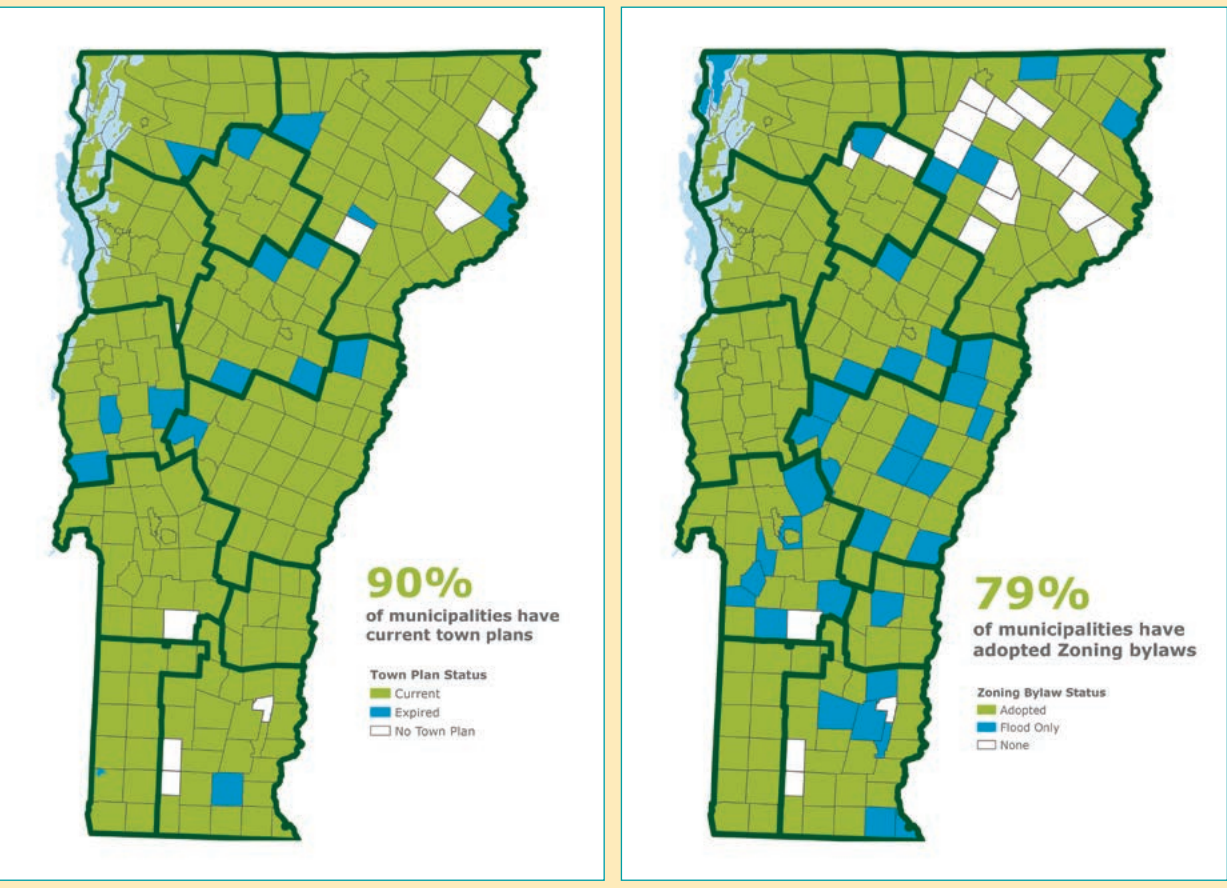 90%
of municipalities have
current town plans
Town Plan Status
Current
Expired
No Town Plan
79%
of municipalities have
adopted Zoning bylaws
Zoning Bylaw Status
Adopted
Flood Only
None